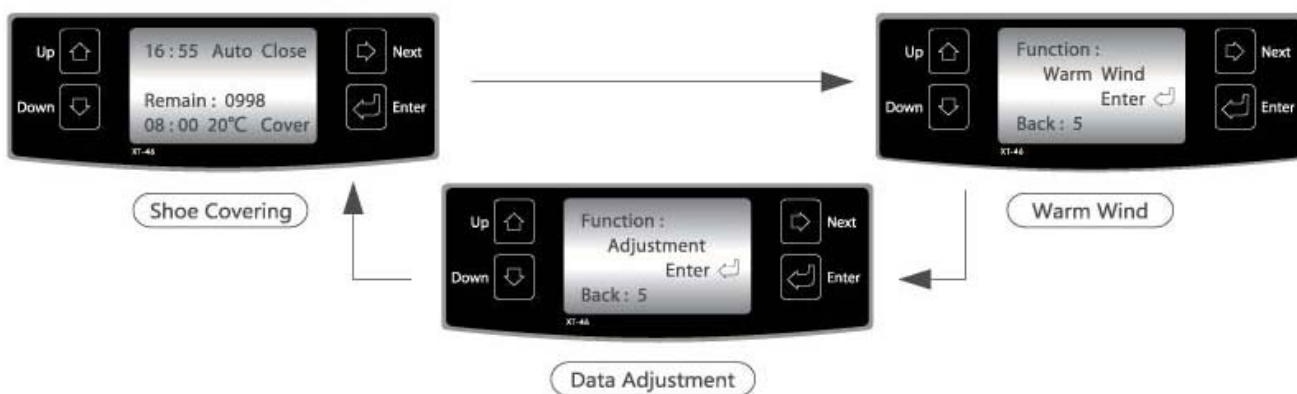 Up
16:55 Auto Close
Next
Down
Remain: 0998
Enter
08:00 20°C Cover
XT-46
Shoe Covering
Up
Function:
Next
Warm Wind
Down
Enter
Enter
Back: 5
XT-46
Warm Wind
Up
Function:
Next
Adjustment
Down
Enter
Enter
Back: 5
XT-46
Data Adjustment